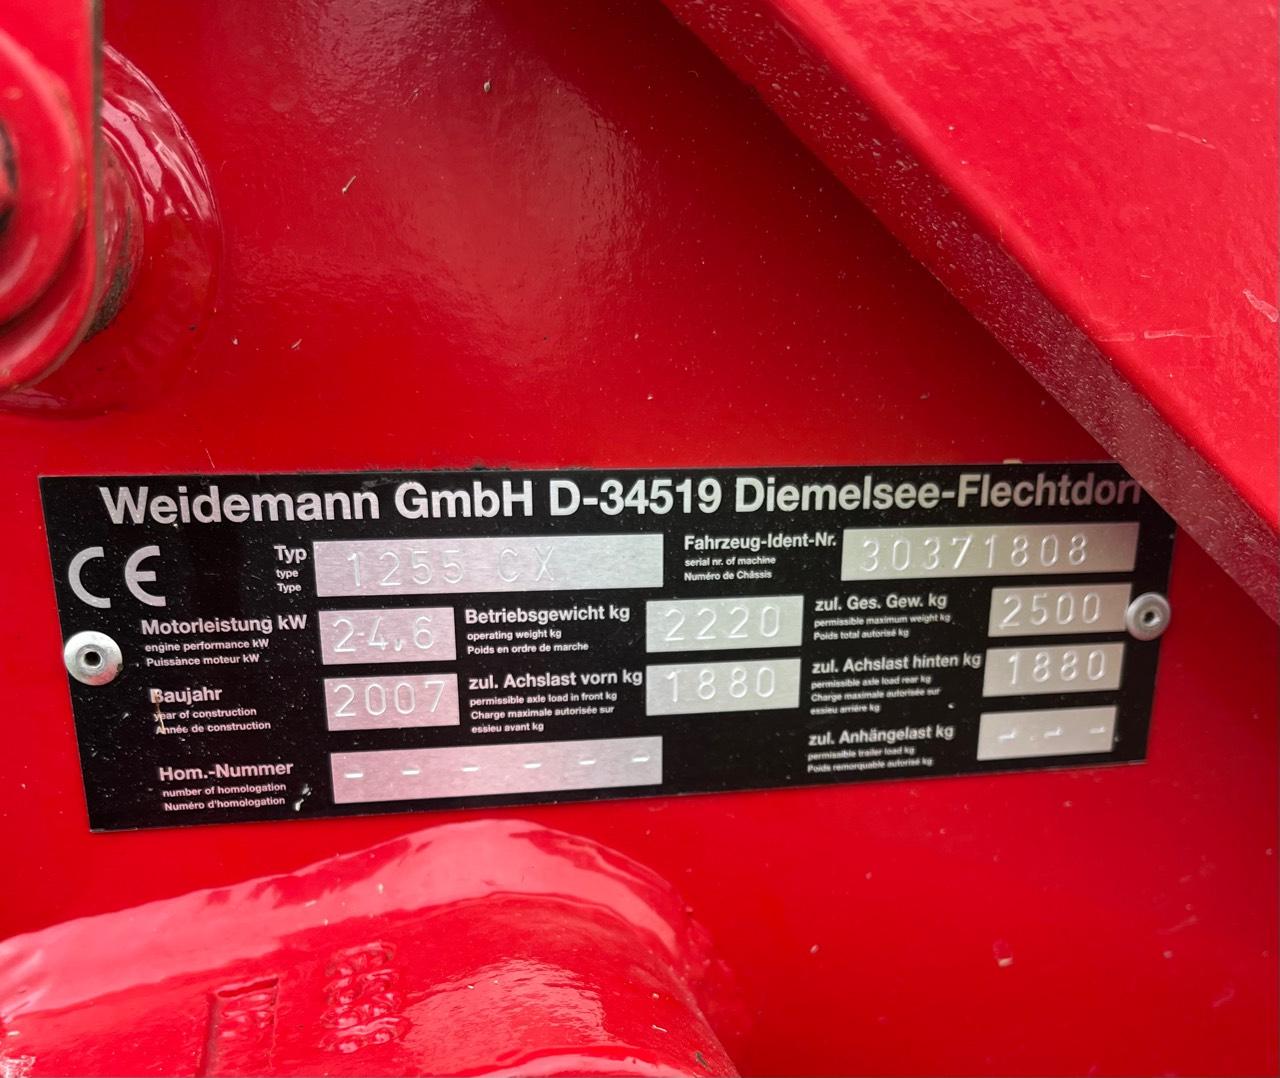 Weidemann GmbH D-34519 Diemelsee-Flechtdorf
CE
Typ
type
Type
1255 CX
Fahrzeug-Ident-Nr.
serial nr. of machine
Numéro de Châssis
30371808
Motorleistung kW
engine performance kW
Puissance moteur kW
24,6
Betriebsgewicht kg
operating weight kg
Poids en ordre de marche
2220
zul. Ges. Gew. kg
permissible maximum weight kg
Poids total autorisé kg
2500
Baujahr
year of construction
Année de construction
2007
zul. Achslast vorn kg
permissible axle load in front kg
Charge maximale autorisée sur
essieu avant kg
1880
zul. Achslast hinten kg
permissible axle load rear kg
Charge maximale autorisée sur
essieu arrière kg
1880
Hom.-Nummer
number of homologation
Numéro d'homologation
- - - - - -
zul. Anhängelast kg
permissible trailer load kg
Poids remorquable autorisé kg
- - -